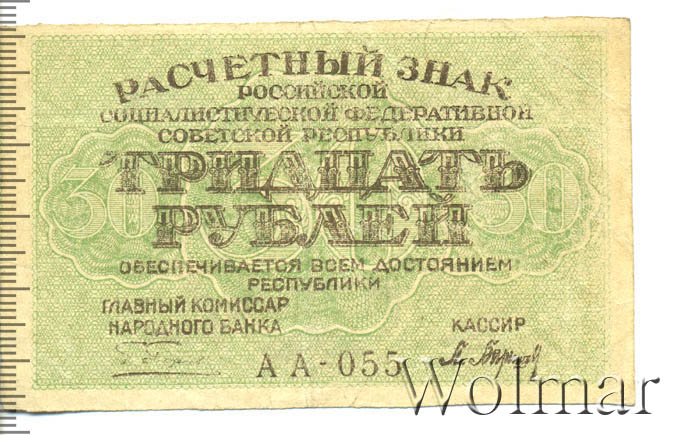 РАСЧЕТНЫЙ ЗНАК
РОССИЙСКОЙ
СОЦИАЛИСТИЧЕСКОЙ ФЕДЕРАТИВНОЙ
СОВЕТСКОЙ РЕСПУБЛИКИ
30 ТРИДЦАТЬ 30
РУБЛЕЙ
ОБЕСПЕЧИВАЕТСЯ ВСЕМ ДОСТОЯНИЕМ
РЕСПУБЛИКИ
ГЛАВНЫЙ КОМИССАР
НАРОДНОГО БАНКА
КАССИР
АА-055
Wolmar